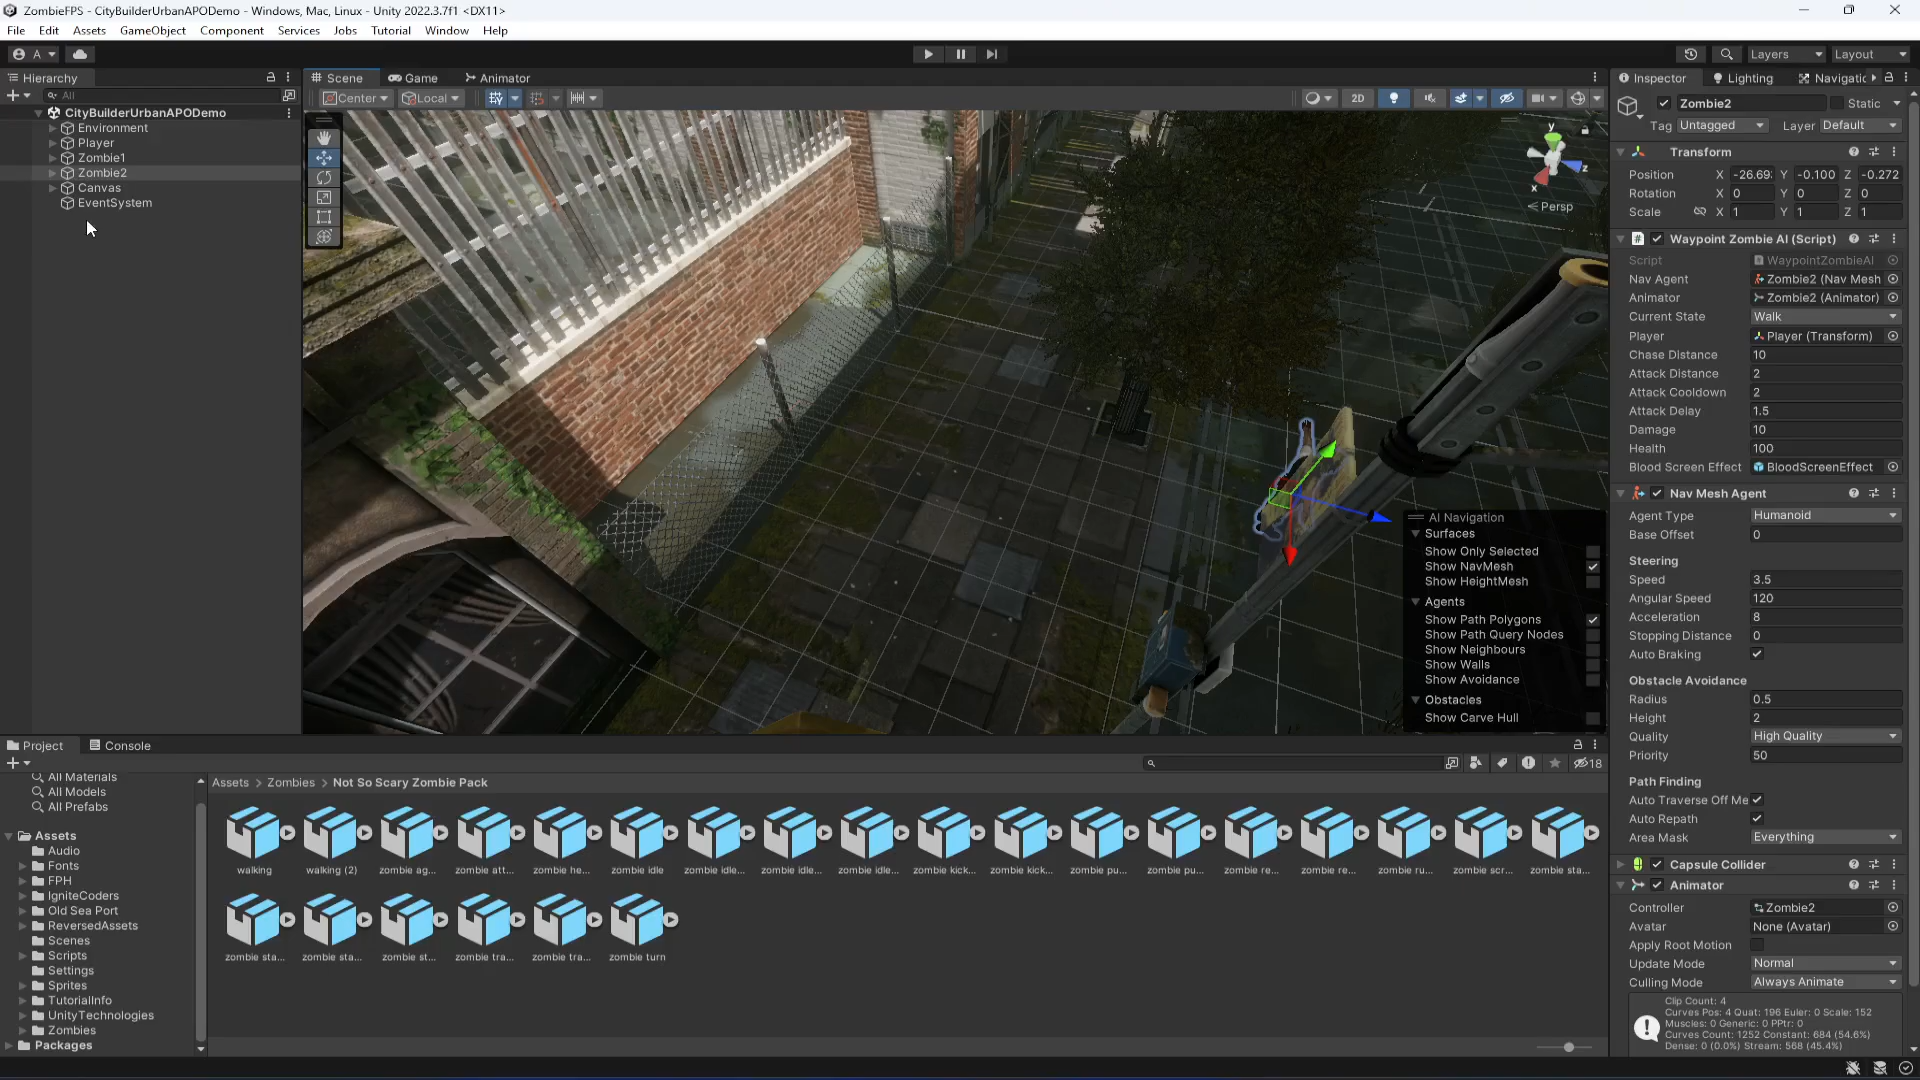 ZombieFPS - CityBuilderUrbanAPODemo - Windows, Mac, Linux - Unity 2022.3.7f1 <DX11>
File Edit Assets GameObject Component Services Jobs Tutorial Window Help
A
Layers
Layout
Hierarchy
All
CityBuilderUrbanAPODemo
Environment
Player
Zombie1
Zombie2
Canvas
EventSystem
Scene Game Animator
Center Local 2D
y
z
x
Persp
AI Navigation
Surfaces
Show Only Selected
Show NavMesh
Show HeightMesh
Agents
Show Path Polygons
Show Path Query Nodes
Show Neighbours
Show Walls
Show Avoidance
Obstacles
Show Carve Hull
Inspector Lighting Navigatic
Zombie2 Static
Tag Untagged Layer Default
Transform
Position X -26.69 Y -0.100 Z -0.272
Rotation X 0 Y 0 Z 0
Scale X 1 Y 1 Z 1
Waypoint Zombie AI (Script)
Script WaypointZombieAI
Nav Agent Zombie2 (Nav Mesh
Animator Zombie2 (Animator)
Current State Walk
Player Player (Transform)
Chase Distance 10
Attack Distance 2
Attack Cooldown 2
Attack Delay 1.5
Damage 10
Health 100
Blood Screen Effect BloodScreenEffect
Nav Mesh Agent
Agent Type Humanoid
Base Offset 0
Steering
Speed 3.5
Angular Speed 120
Acceleration 8
Stopping Distance 0
Auto Braking
Obstacle Avoidance
Radius 0.5
Height 2
Quality High Quality
Priority 50
Path Finding
Auto Traverse Off Me
Auto Repath
Area Mask Everything
Capsule Collider
Animator
Controller Zombie2
Avatar None (Avatar)
Apply Root Motion
Update Mode Normal
Culling Mode Always Animate
Clip Count: 4
Curves Pos: 4 Quat: 196 Euler: 0 Scale: 152
Muscles: 0 Generic: 0 PPtr: 0
Curves Count: 1252 Constant: 684 (54.6%)
Dense: 0 (0.0%) Stream: 568 (45.4%)
Project Console
18
All Materials
All Models
All Prefabs
Assets
Audio
Fonts
FPH
IgniteCoders
Old Sea Port
ReversedAssets
Scenes
Scripts
Settings
Sprites
TutorialInfo
UnityTechnologies
Zombies
Packages
Assets > Zombies > Not So Scary Zombie Pack
walking walking (2) zombie ag... zombie att... zombie he... zombie idle zombie idle... zombie idle... zombie idle... zombie kick... zombie kick... zombie pu... zombie pu... zombie re... zombie re... zombie ru... zombie scr... zombie sta...
zombie sta... zombie sta... zombie st... zombie tra... zombie tra... zombie turn